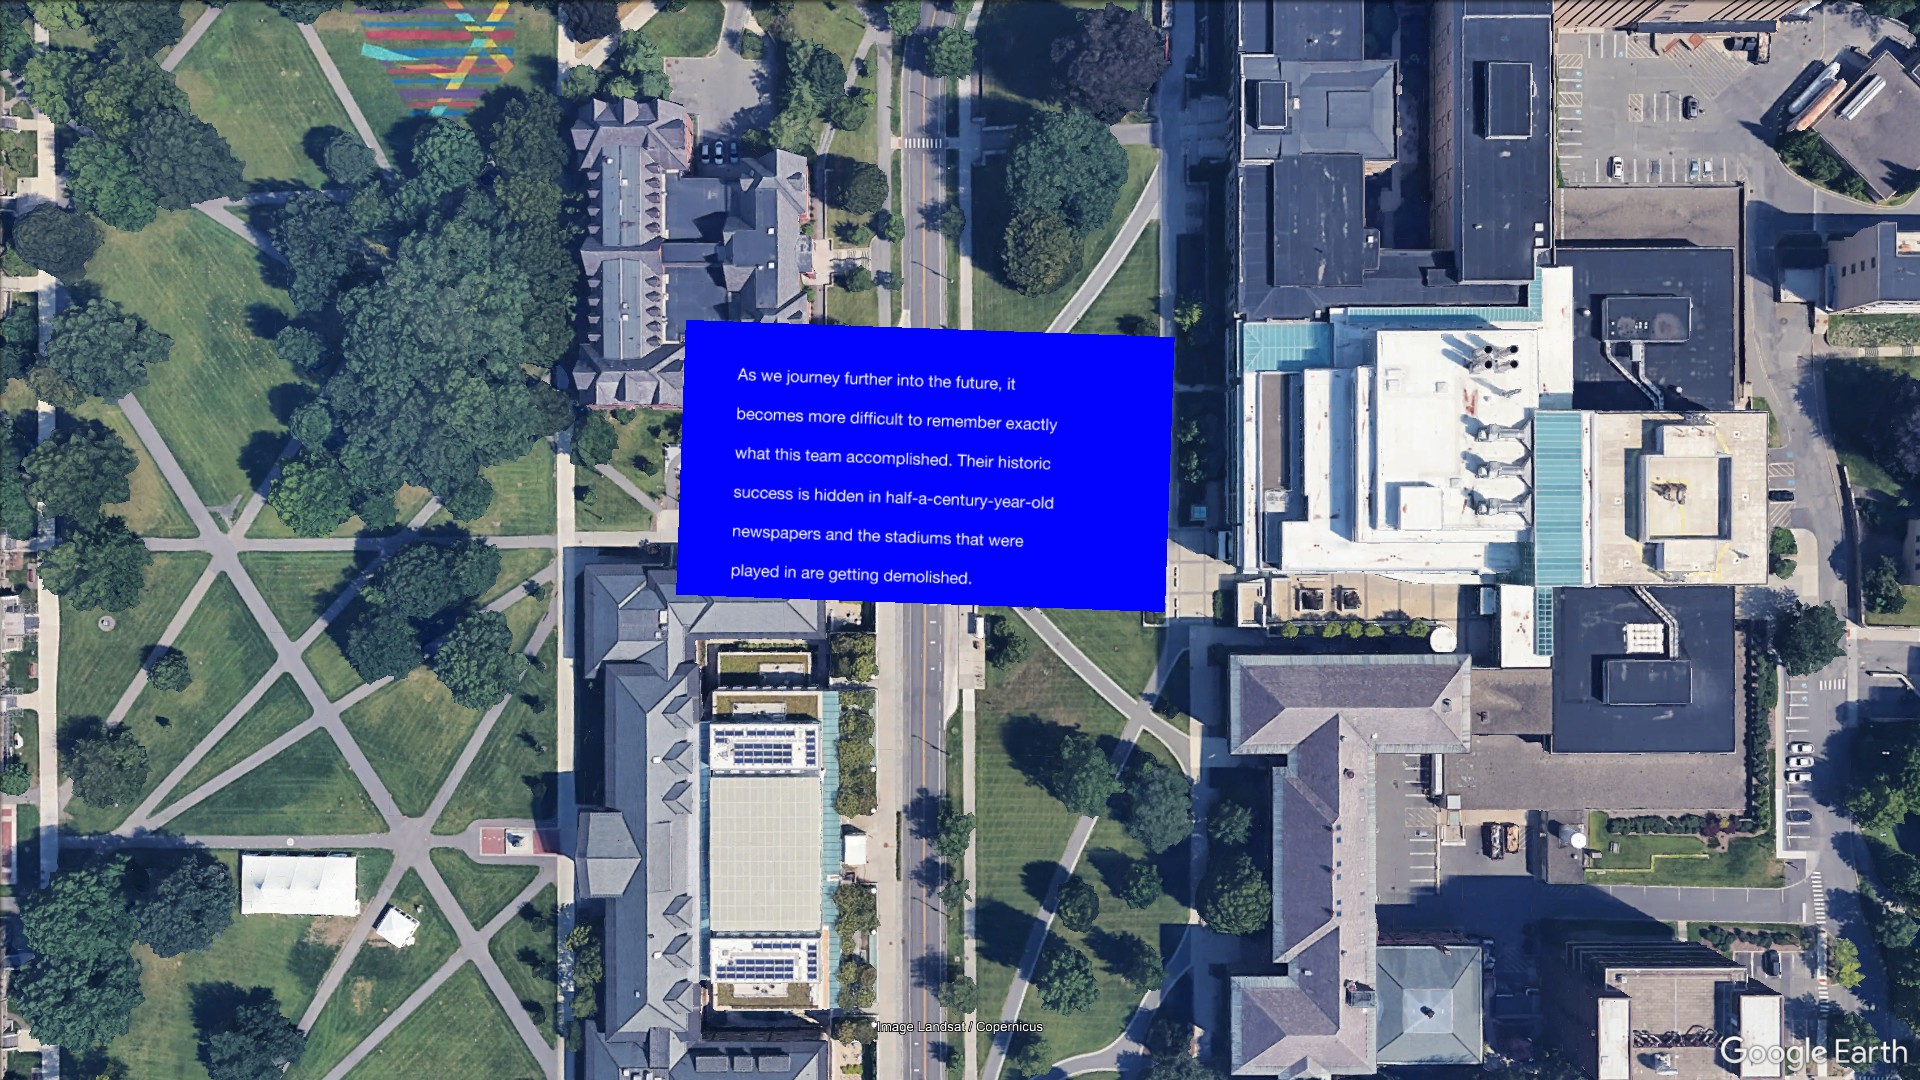 As we journey further into the future, it
becomes more difficult to remember exactly
what this team accomplished. Their historic
success is hidden in half-a-century-year-old
newspapers and the stadiums that were
played in are getting demolished.
Image Landsat / Copernicus
Google Earth